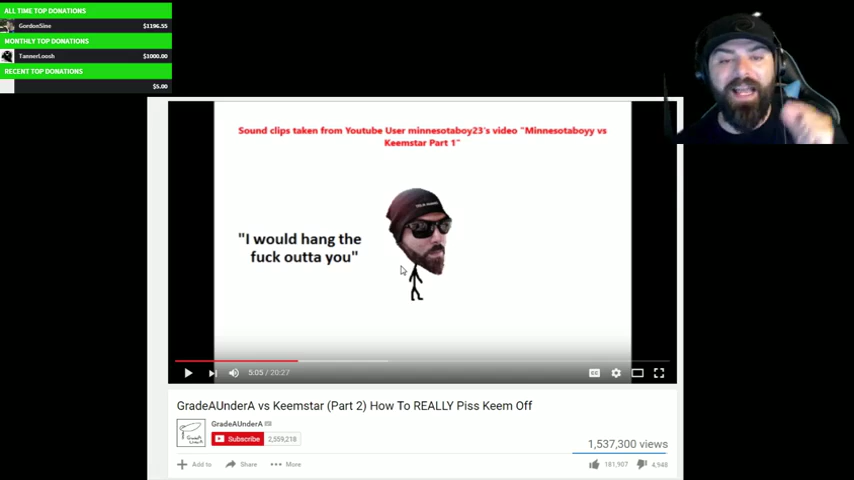 ALL TIME TOP DONATIONS
GordonSine $1196.55
MONTHLY TOP DONATIONS
TannerLoosh $1000.00
RECENT TOP DONATIONS
$5.00
Sound clips taken from Youtube User minnesotaboy23's video "Minnesotaboyy vs
Keemstar Part 1"
"I would hang the
fuck outta you"
5:05 / 20:27
CC
GradeAUnderA vs Keemstar (Part 2) How To REALLY Piss Keem Off
GradeAUnderA
Subscribe 2,559,218
1,537,300 views
Add to Share More
181,907 4,948